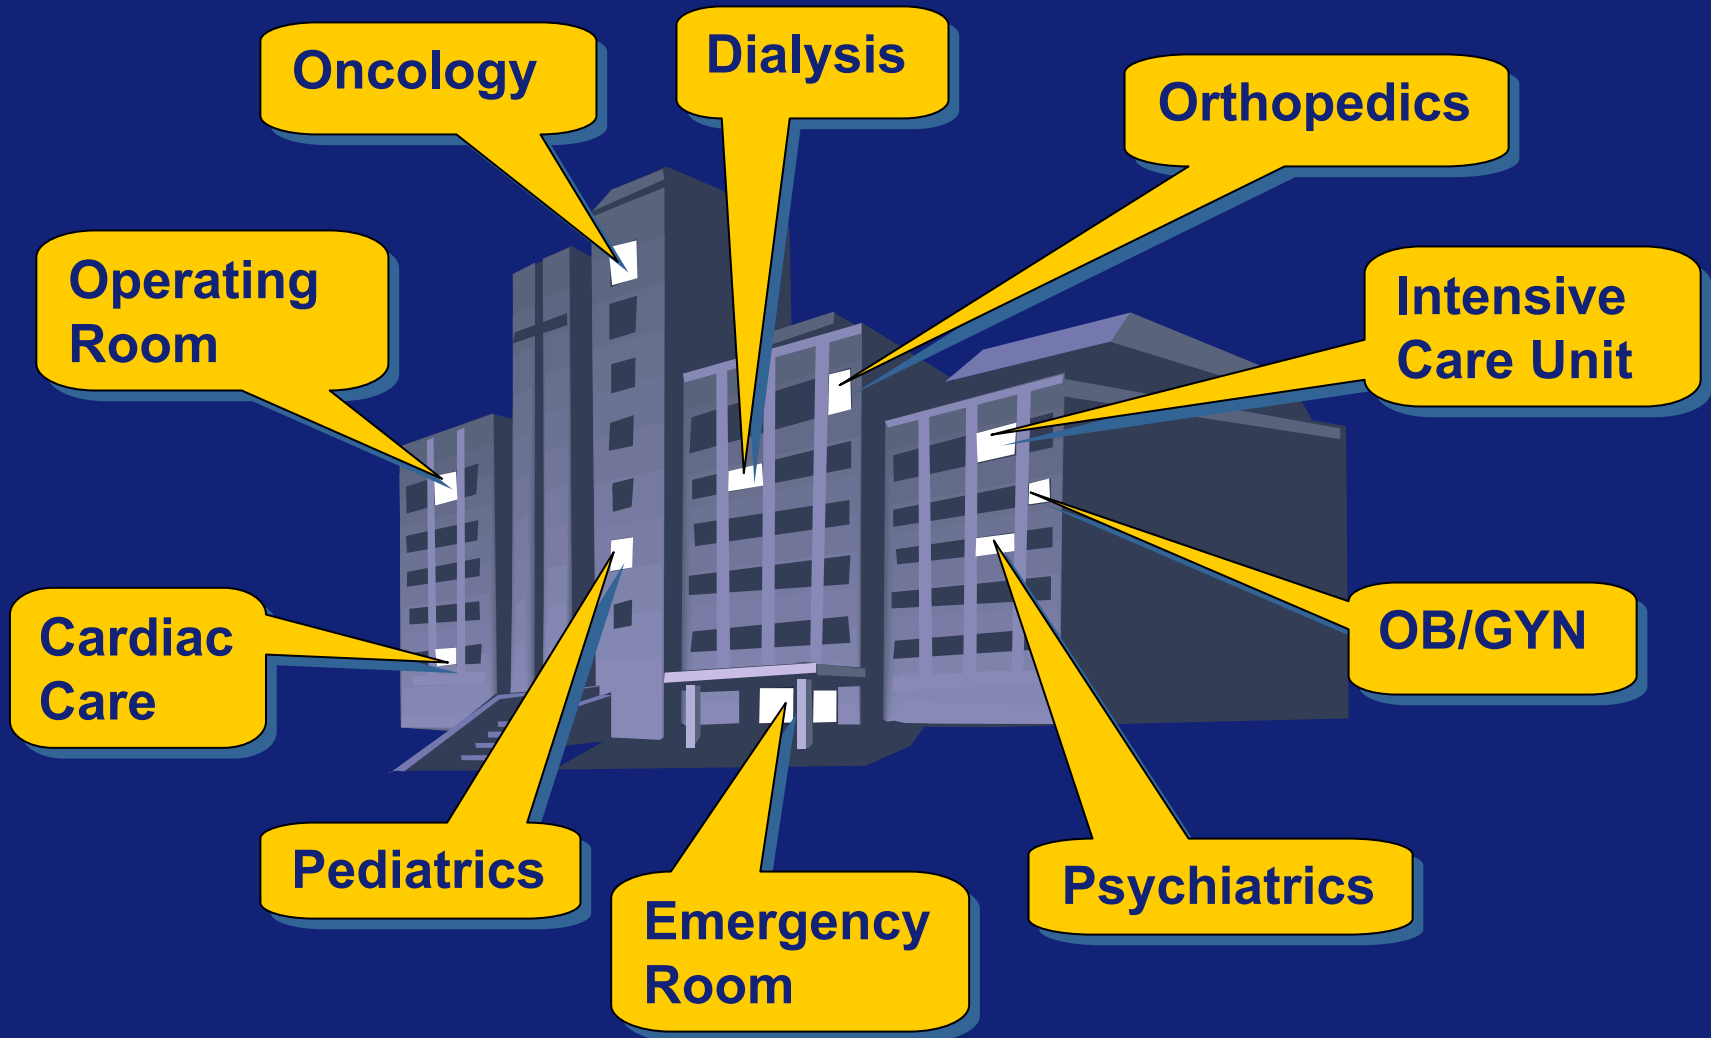 Oncology
Dialysis
Orthopedics
Operating
Room
Intensive
Care Unit
Cardiac
Care
OB/GYN
Pediatrics
Psychiatrics
Emergency
Room